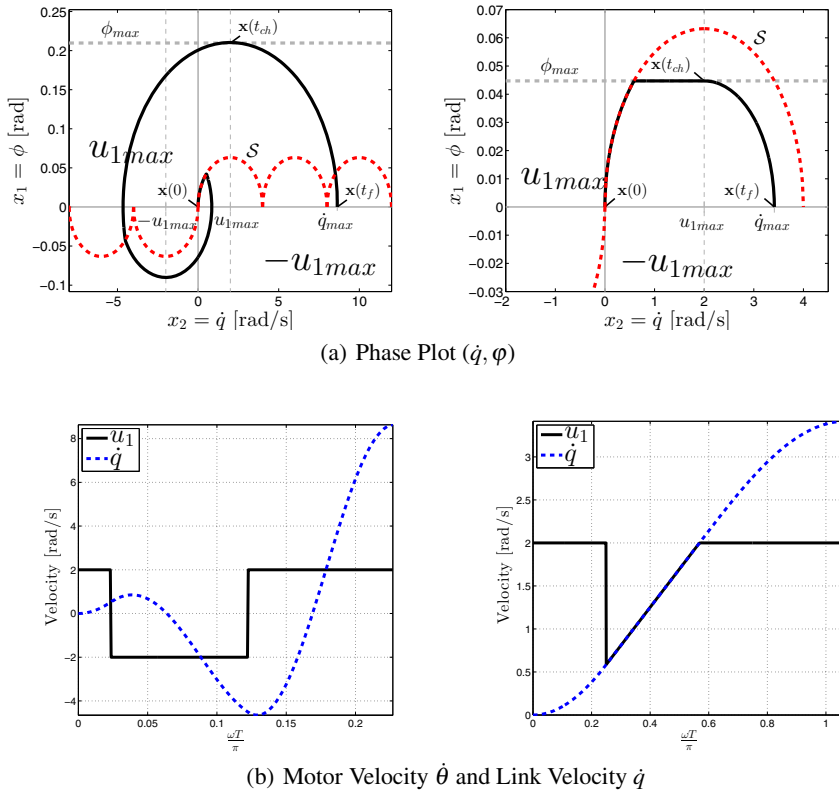 x₁ = ϕ [rad]
0.25
0.20
0.15
0.10
0.05
0
-0.05
-0.1
ϕmax
x(tch)
u1max
S
x(0)
x(tf)
−u1max
u1max
q̇max
−u1max
-5
0
5
10
x₂ = q̇ [rad/s]
x₁ = ϕ [rad]
0.07
0.06
0.05
0.04
0.03
0.02
0.01
0.00
-0.01
-0.02
-0.03
S
ϕmax
x(tch)
u1max
x(0)
x(tf)
u1max
q̇max
−u1max
-2
-1
0
1
2
3
4
5
x₂ = q̇ [rad/s]
(a) Phase Plot (q̇, φ)
Velocity [rad/s]
8
6
4
2
0
-2
-4
u₁
q̇
0
0.05
0.1
0.15
0.2
ωT/π
Velocity [rad/s]
3
2.5
2
1.5
1
0.5
0
u₁
q̇
0
0.2
0.4
0.6
0.8
1
ωT/π
(b) Motor Velocity θ̇ and Link Velocity q̇